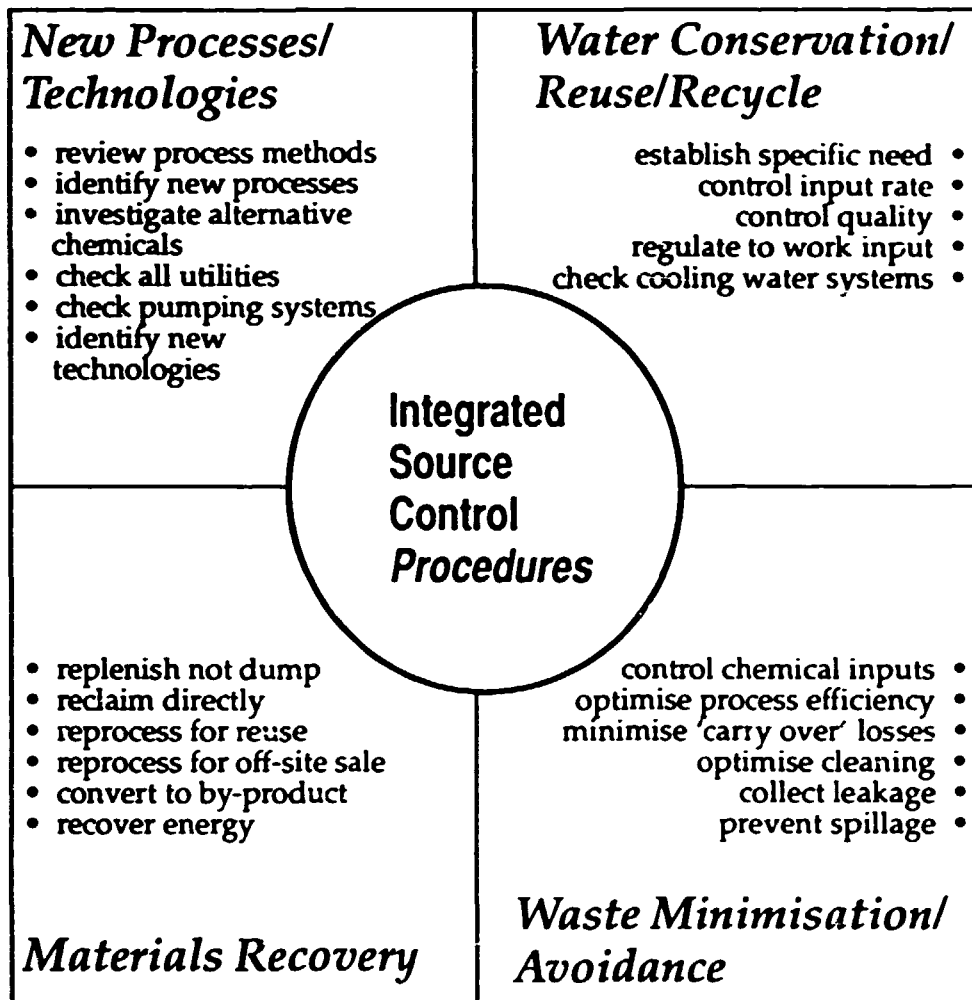 New Processes/
Technologies
• review process methods
• identify new processes
• investigate alternative
chemicals
• check all utilities
• check pumping systems
• identify new
technologies
Water Conservation/
Reuse/Recycle
establish specific need •
control input rate •
control quality •
regulate to work input •
check cooling water systems •
Integrated
Source
Control
Procedures
• replenish not dump
• reclaim directly
• reprocess for reuse
• reprocess for off-site sale
• convert to by-product
• recover energy
Materials Recovery
control chemical inputs •
optimise process efficiency •
minimise 'carry over' losses •
optimise cleaning •
collect leakage •
prevent spillage •
Waste Minimisation/
Avoidance